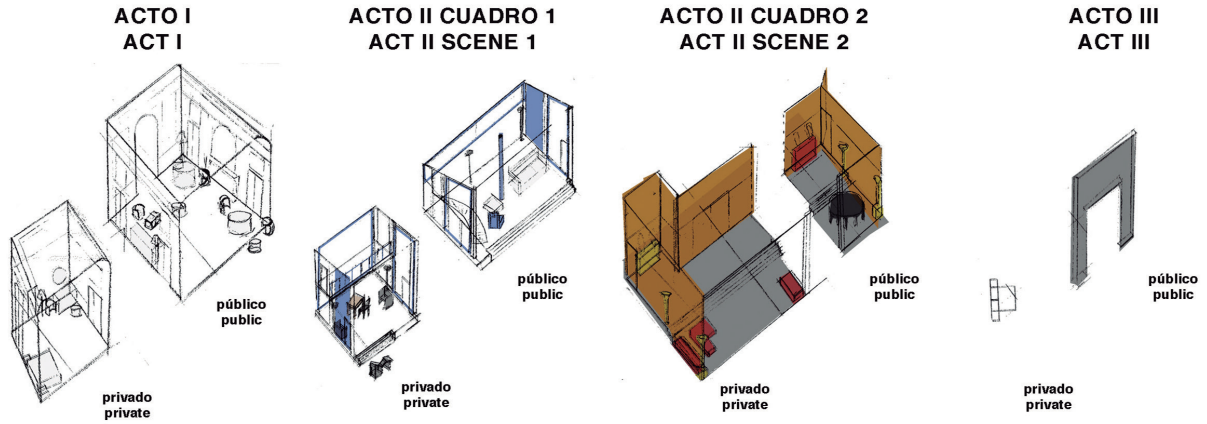 ACTO I
ACT I
ACTO II CUADRO 1
ACT II SCENE 1
ACTO II CUADRO 2
ACT II SCENE 2
ACTO III
ACT III
público
public
privado
private
público
public
privado
private
público
public
privado
private
público
public
privado
private